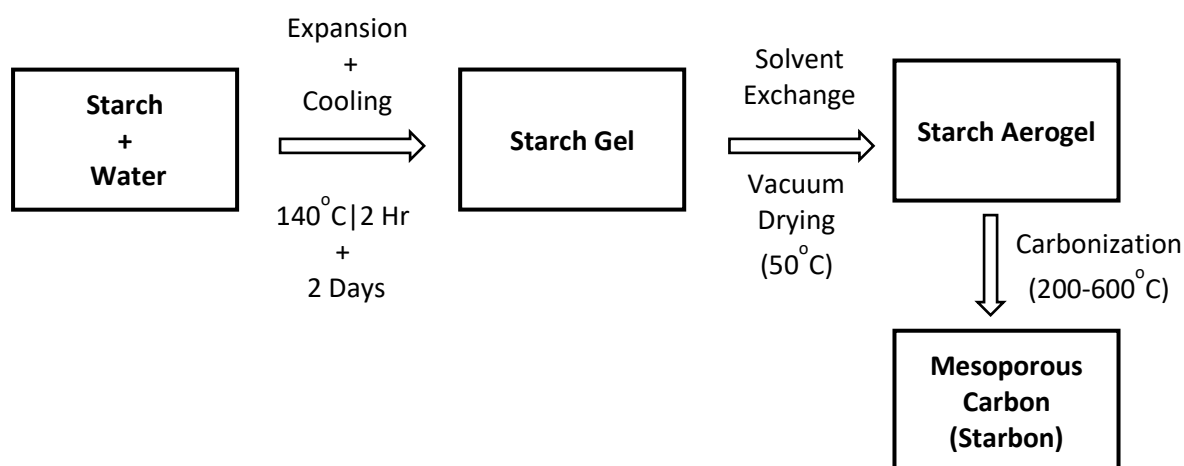 Starch
+
Water
Expansion
+
Cooling
140°C|2 Hr
+
2 Days
Starch Gel
Solvent
Exchange
Vacuum
Drying
(50°C)
Starch Aerogel
Carbonization
(200-600°C)
Mesoporous
Carbon
(Starbon)